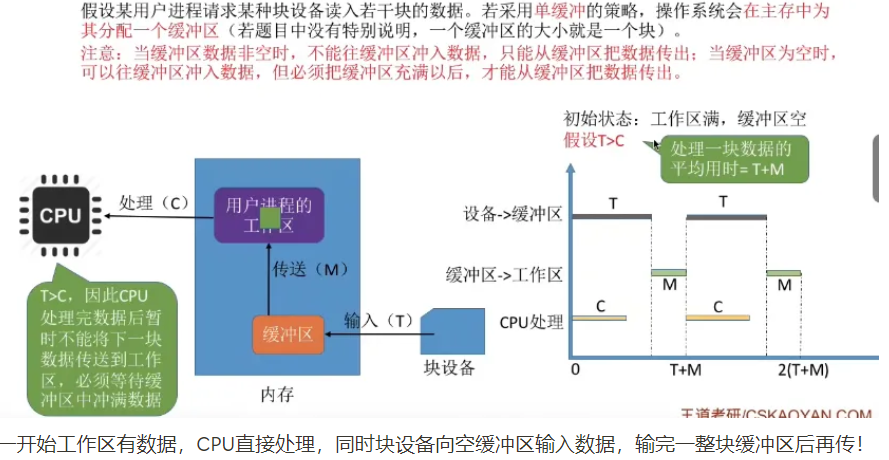 假设某用户进程请求某种块设备读入若干块的数据。若采用单缓冲的策略，操作系统会在主存中为
其分配一个缓冲区（若题目中没有特别说明，一个缓冲区的大小就是一个块）。
注意：当缓冲区数据非空时，不能往缓冲区冲入数据，只能从缓冲区把数据传出；当缓冲区为空时，
可以往缓冲区冲入数据，但必须把缓冲区充满以后，才能从缓冲区把数据传出。
初始状态：工作区满，缓冲区空
假设T>C
处理一块数据的
平均用时= T+M
CPU
处理（C）
用户进程的
工作区
传送（M）
缓冲区
输入（T）
块设备
内存
T>C，因此CPU
处理完数据后暂
时不能将下一块
数据传送到工作
区，必须等待缓
冲区中冲满数据
设备->缓冲区
T
T
缓冲区->工作区
M
M
CPU处理
C
C
0
T+M
2(T+M)
王道考研/CSKAOYAN.COM
一开始工作区有数据，CPU直接处理，同时块设备向空缓冲区输入数据，输完一整块缓冲区后再传！